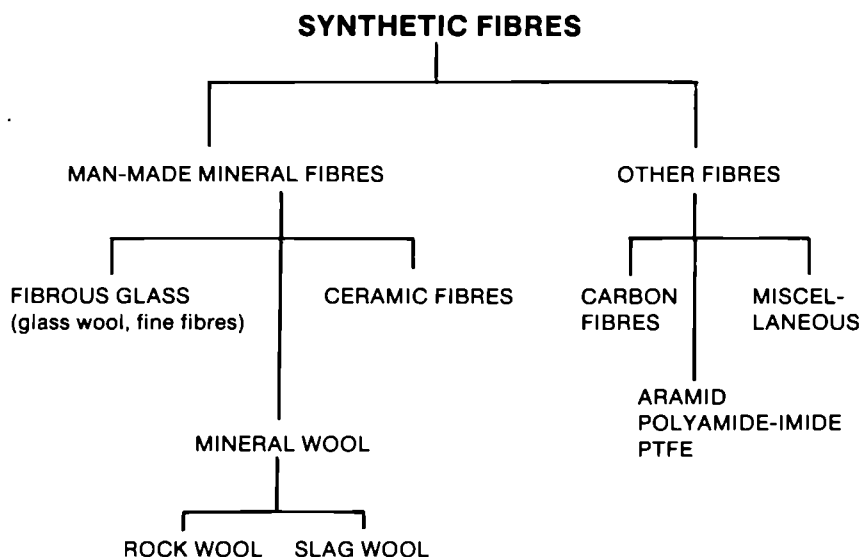 SYNTHETIC FIBRES
MAN-MADE MINERAL FIBRES
OTHER FIBRES
FIBROUS GLASS
(glass wool, fine fibres)
CERAMIC FIBRES
CARBON
FIBRES
MISCEL-
LANEOUS
ARAMID
POLYAMIDE-IMIDE
PTFE
MINERAL WOOL
ROCK WOOL
SLAG WOOL